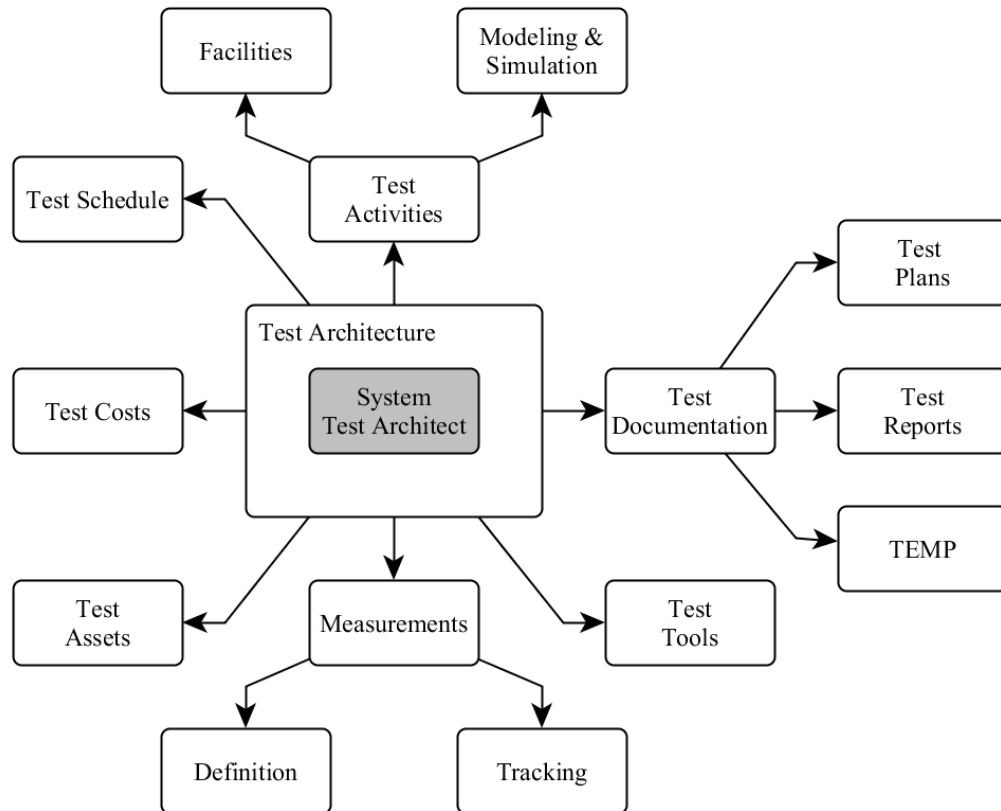 Facilities
Modeling &
Simulation
Test Schedule
Test
Activities
Test
Plans
Test Architecture
System
Test Architect
Test Costs
Test
Documentation
Test
Reports
TEMP
Test
Assets
Measurements
Test
Tools
Definition
Tracking